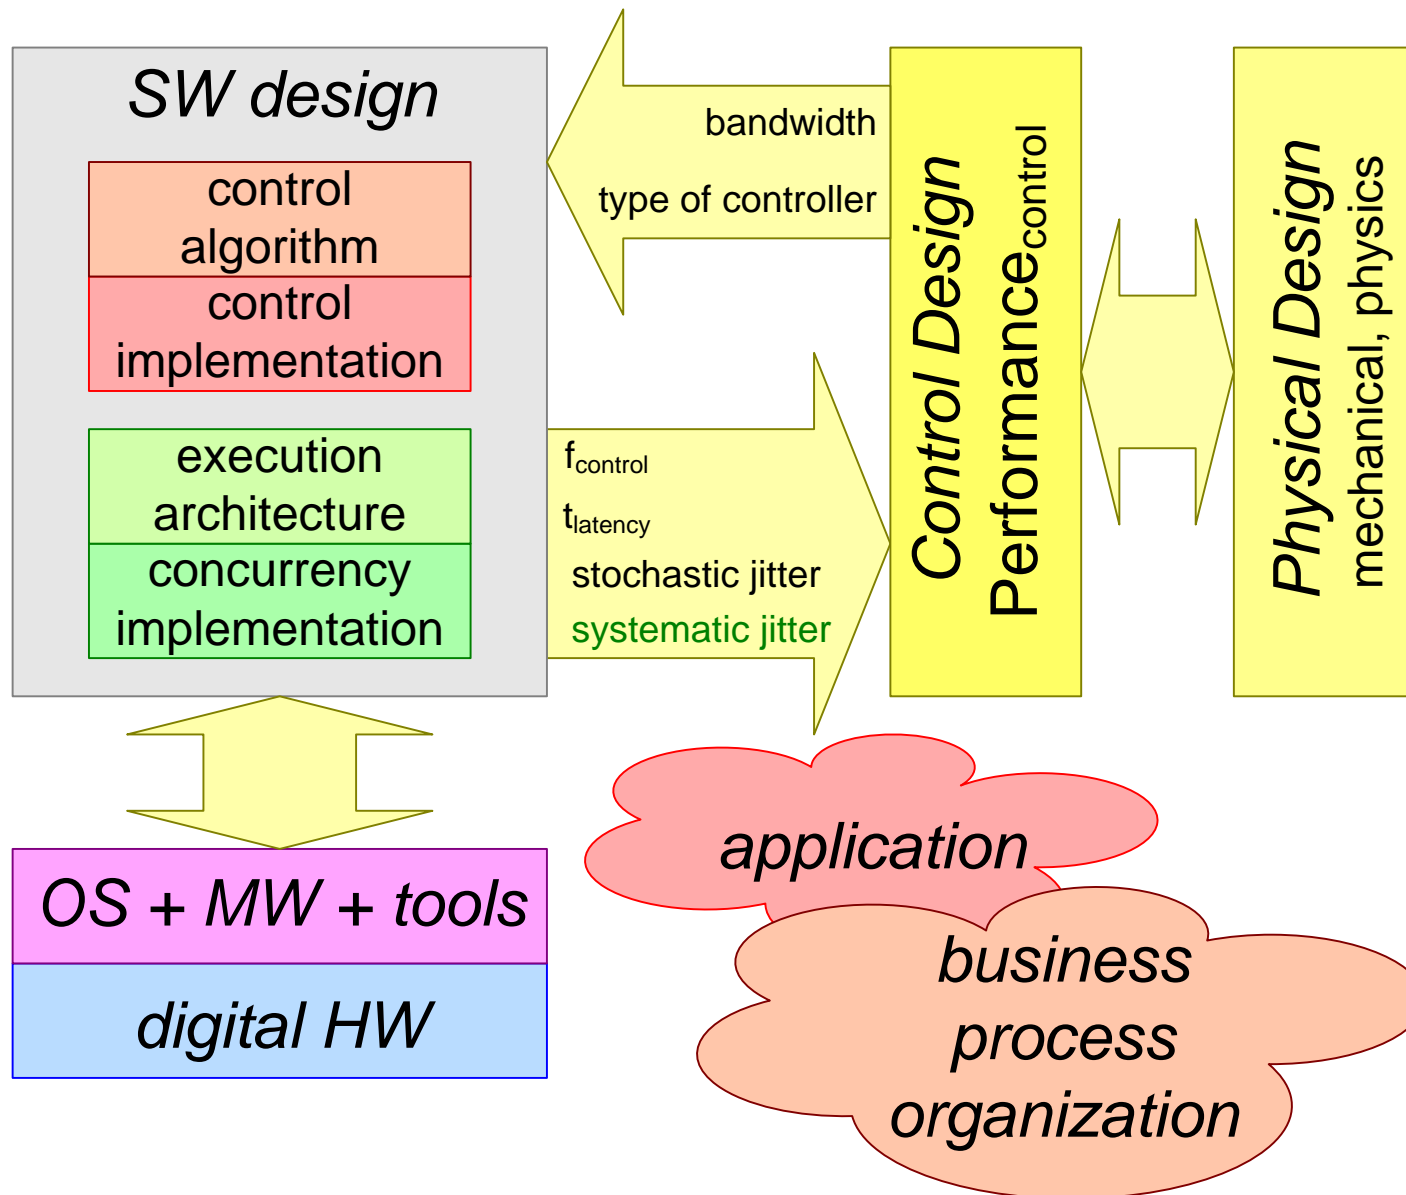 SW design
control
algorithm
control
implementation
execution
architecture
concurrency
implementation
bandwidth
type of controller
fcontrol
tlatency
stochastic jitter
systematic jitter
Control Design
Performancecontrol
Physical Design
mechanical, physics
OS + MW + tools
digital HW
application
business
process
organization